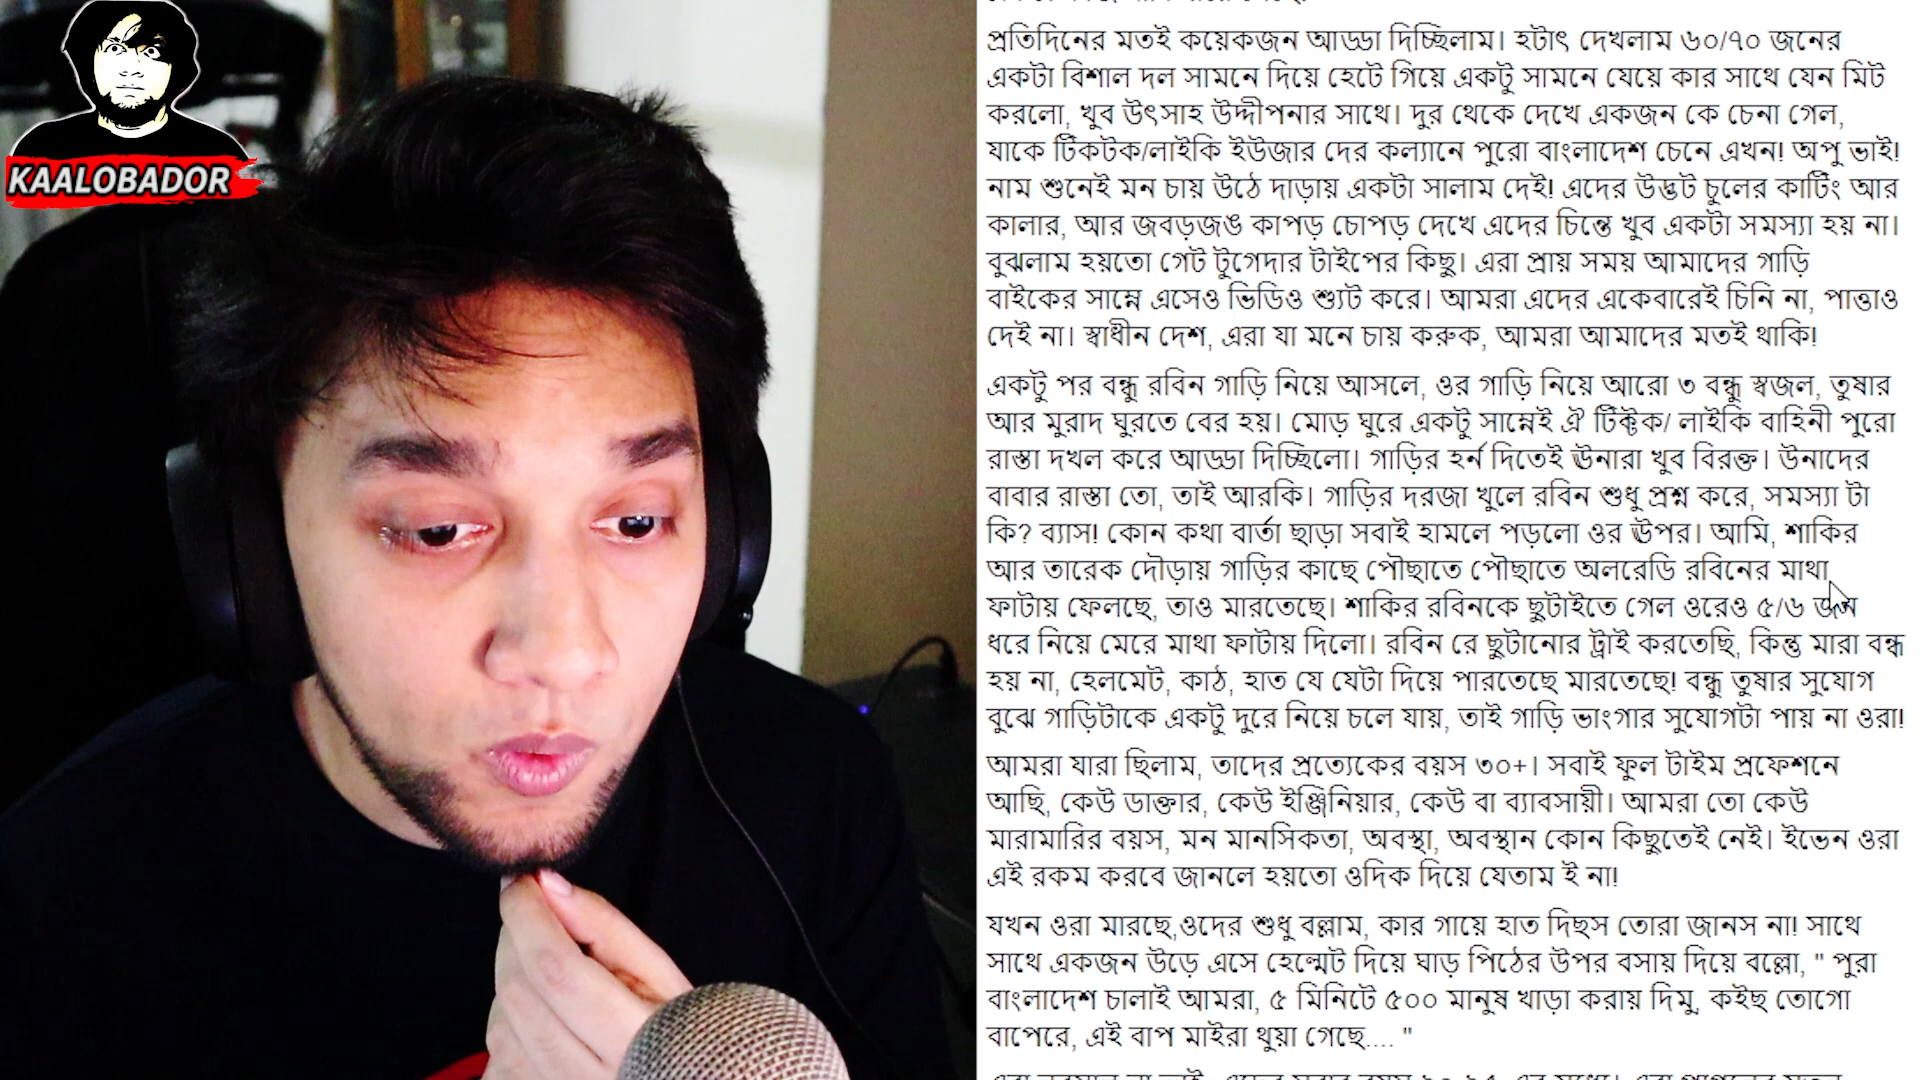 KAALOBADOR
প্রতিদিনের মতই কয়েকজন আড্ডা দিচ্ছিলাম। হটাৎ দেখলাম ৬০/৭০ জনের
একটা বিশাল দল সামনে দিয়ে হেটে গিয়ে একটু সামনে যেয়ে কার সাথে যেন মিট
করলো, খুব উৎসাহ উদ্দীপনার সাথে। দুর থেকে দেখে একজন কে চেনা গেল,
যাকে টিকটক/লাইকি ইউজার দের কল্যানে পুরো বাংলাদেশ চেনে এখন! অপু ভাই!
নাম শুনেই মন চায় উঠে দাড়ায় একটা সালাম দেই! এদের উদ্ভট চুলের কাটিং আর
কালার, আর জবড়জঙ কাপড় চোপড় দেখে এদের চিন্তে খুব একটা সমস্যা হয় না।
বুঝলাম হয়তো গেট টুগেদার টাইপের কিছু। এরা প্রায় সময় আমাদের গাড়ি
বাইকের সাম্নে এসেও ভিডিও শ্যুট করে। আমরা এদের একেবারেই চিনি না, পাত্তাও
দেই না। স্বাধীন দেশ, এরা যা মনে চায় করুক, আমরা আমাদের মতই থাকি!
একটু পর বন্ধু রবিন গাড়ি নিয়ে আসলে, ওর গাড়ি নিয়ে আরো ৩ বন্ধু স্বজল, তুষার
আর মুরাদ ঘুরতে বের হয়। মোড় ঘুরে একটু সাম্নেই ঐ টিক্টক/ লাইকি বাহিনী পুরো
রাস্তা দখল করে আড্ডা দিচ্ছিলো। গাড়ির হর্ন দিতেই ঊনারা খুব বিরক্ত। উনাদের
বাবার রাস্তা তো, তাই আরকি। গাড়ির দরজা খুলে রবিন শুধু প্রশ্ন করে, সমস্যা টা
কি? ব্যাস! কোন কথা বার্তা ছাড়া সবাই হামলে পড়লো ওর ঊপর। আমি, শাকির
আর তারেক দৌড়ায় গাড়ির কাছে পৌছাতে পৌছাতে অলরেডি রবিনের মাথা
ফাটায় ফেলছে, তাও মারতেছে। শাকির রবিনকে ছুটাইতে গেল ওরেও ৫/৬ জন
ধরে নিয়ে মেরে মাথা ফাটায় দিলো। রবিন রে ছুটানোর ট্রাই করতেছি, কিন্তু মারা বন্ধ
হয় না, হেলমেট, কাঠ, হাত যে যেটা দিয়ে পারতেছে মারতেছে! বন্ধু তুষার সুযোগ
বুঝে গাড়িটাকে একটু দুরে নিয়ে চলে যায়, তাই গাড়ি ভাংগার সুযোগটা পায় না ওরা!
আমরা যারা ছিলাম, তাদের প্রত্যেকের বয়স ৩০+। সবাই ফুল টাইম প্রফেশনে
আছি, কেউ ডাক্তার, কেউ ইঞ্জিনিয়ার, কেউ বা ব্যাবসায়ী। আমরা তো কেউ
মারামারির বয়স, মন মানসিকতা, অবস্থা, অবস্থান কোন কিছুতেই নেই। ইভেন ওরা
এই রকম করবে জানলে হয়তো ওদিক দিয়ে যেতাম ই না!
যখন ওরা মারছে,ওদের শুধু বল্লাম, কার গায়ে হাত দিছস তোরা জানস না! সাথে
সাথে একজন উড়ে এসে হেল্মেট দিয়ে ঘাড় পিঠের উপর বসায় দিয়ে বল্লো, " পুরা
বাংলাদেশ চালাই আমরা, ৫ মিনিটে ৫০০ মানুষ খাড়া করায় দিমু, কইছ তোগো
বাপেরে, এই বাপ মাইরা থুয়া গেছে.... "